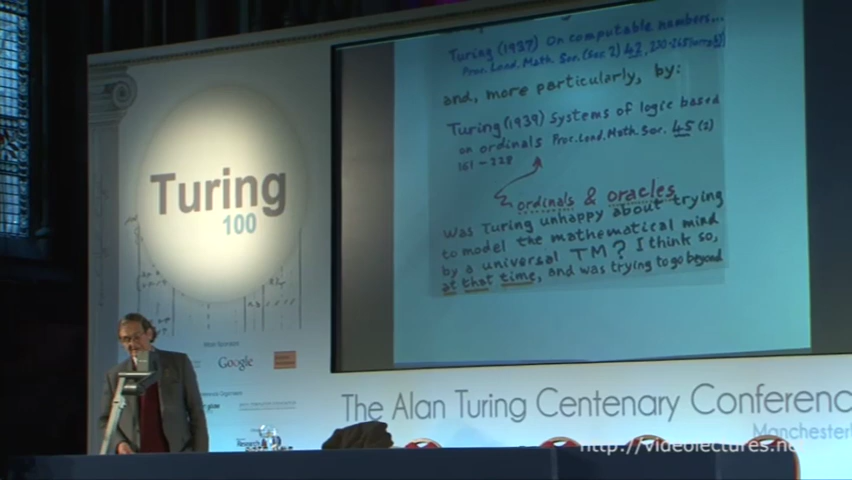 Turing (1937) On computable numbers...
Proc. Lond. Math. Soc. (Sec 2) 42, 230-265
and, more particularly, by:
Turing (1939) Systems of logic based
on ordinals Proc. Lond. Math. Soc. 45 (2)
161-228
ordinals & oracles
Was Turing unhappy about trying
to model the mathematical mind
by a universal TM? I think so,
at that time, and was trying to go beyond
Turing
100
Google
The Alan Turing Centenary Conferenc
Manchester
http://videolectures.ne